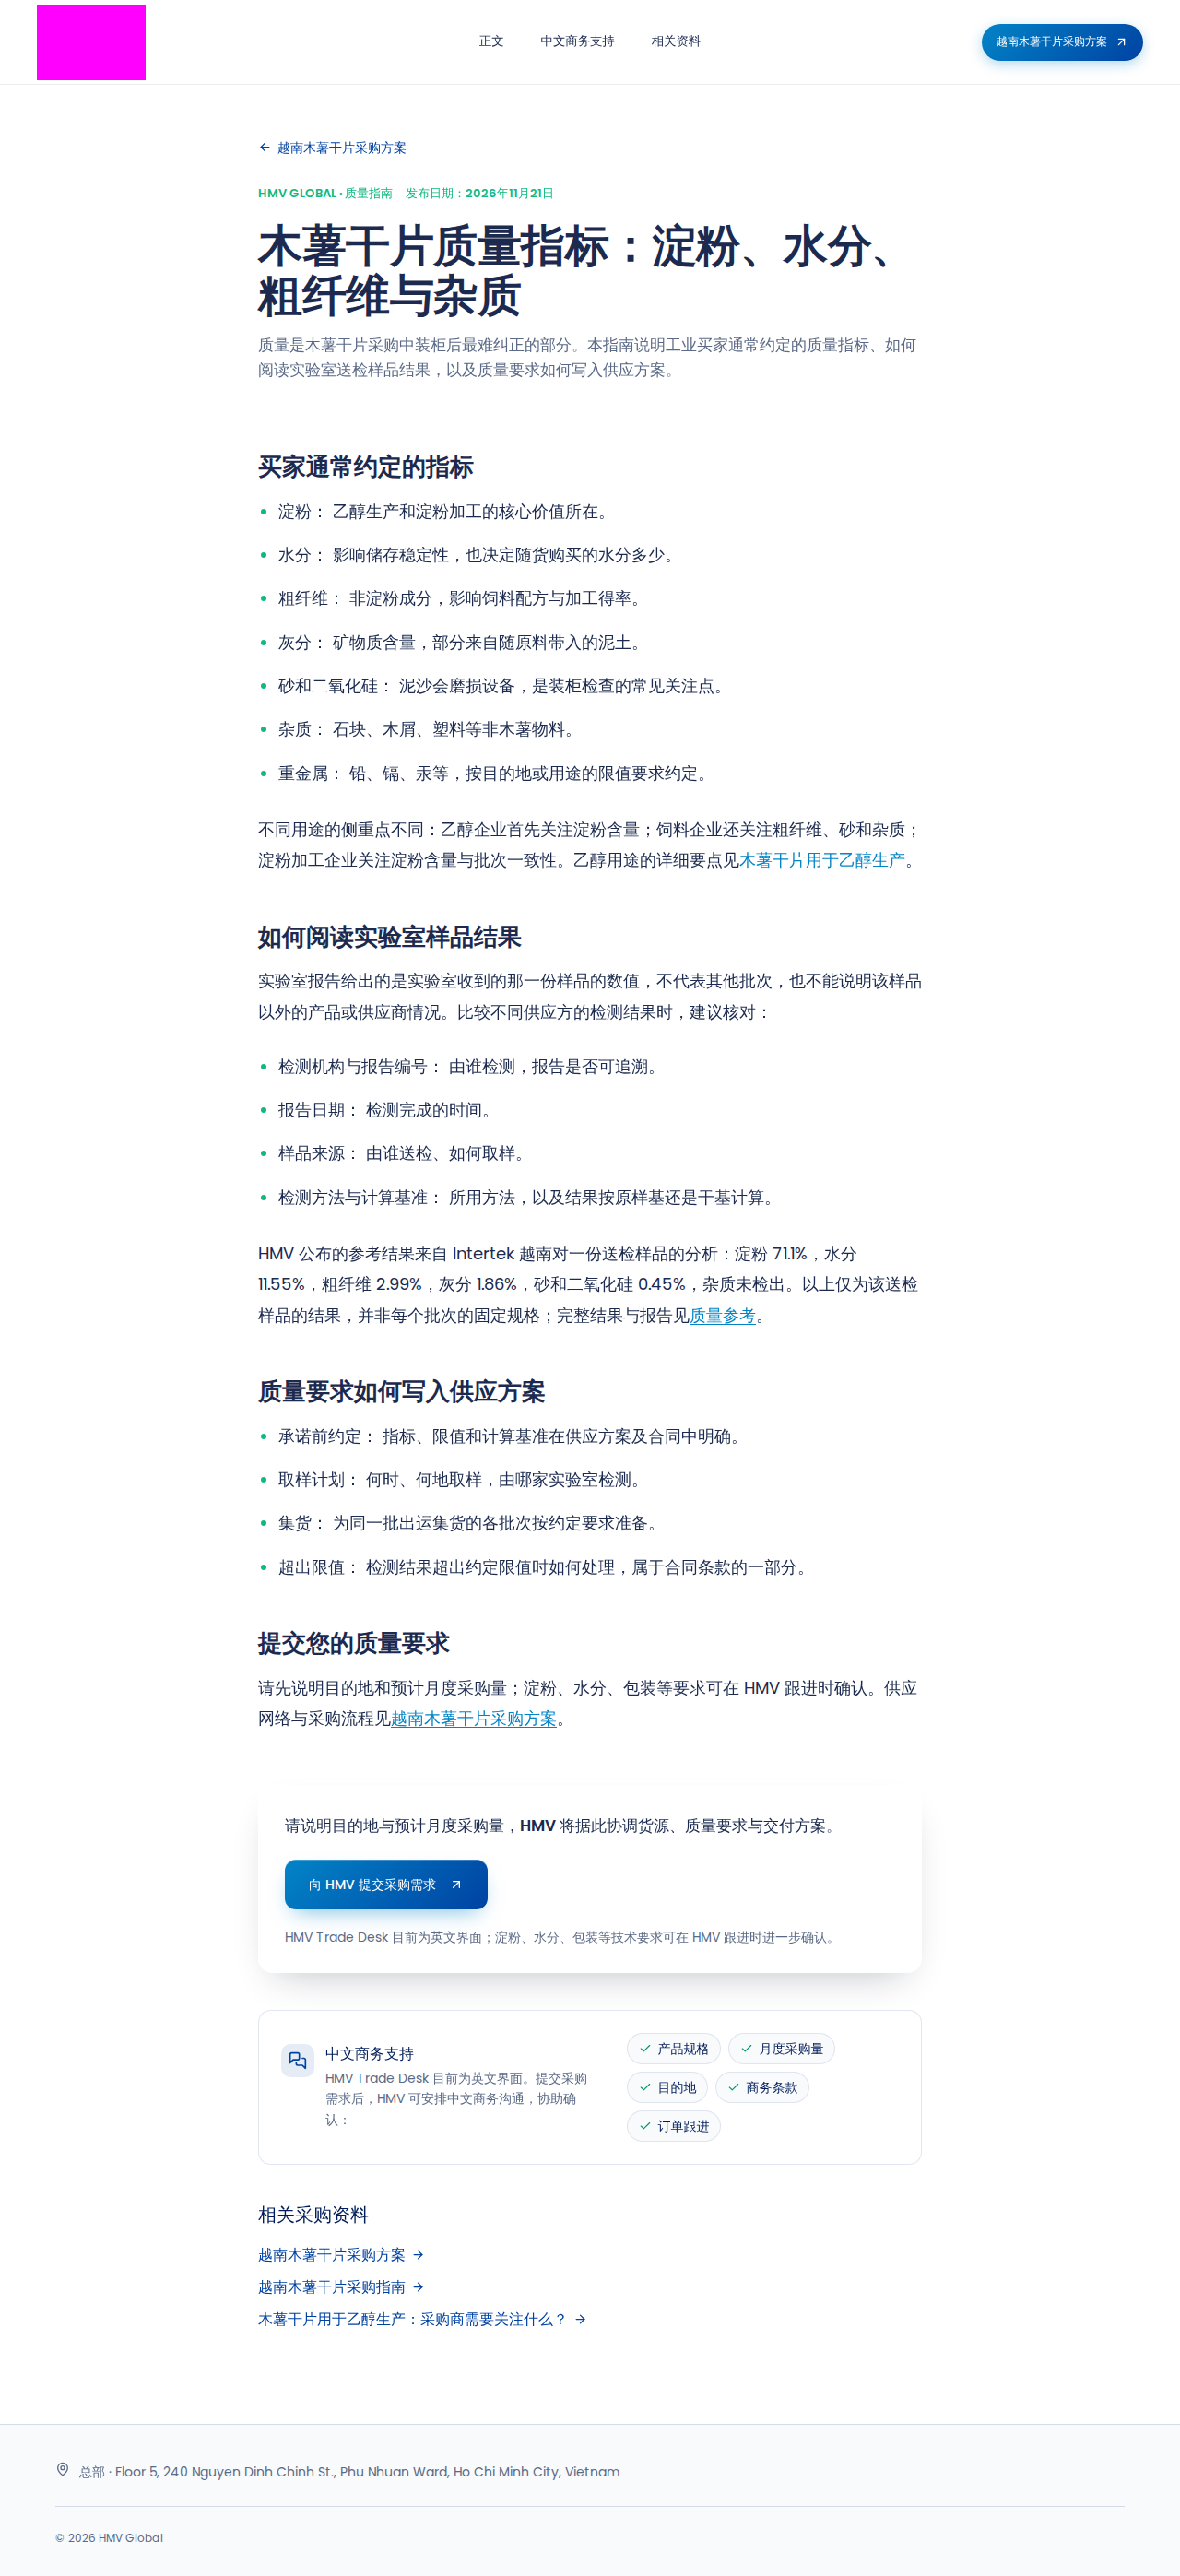 正文
中文商务支持
相关资料
越南木薯干片采购方案
越南木薯干片采购方案
HMV GLOBAL · 质量指南 发布日期：2026年11月21日
木薯干片质量指标：淀粉、水分、
粗纤维与杂质
质量是木薯干片采购中装柜后最难纠正的部分。本指南说明工业买家通常约定的质量指标、如何
阅读实验室送检样品结果，以及质量要求如何写入供应方案。
买家通常约定的指标
淀粉： 乙醇生产和淀粉加工的核心价值所在。
水分： 影响储存稳定性，也决定随货购买的水分多少。
粗纤维： 非淀粉成分，影响饲料配方与加工得率。
灰分： 矿物质含量，部分来自随原料带入的泥土。
砂和二氧化硅： 泥沙会磨损设备，是装柜检查的常见关注点。
杂质： 石块、木屑、塑料等非木薯物料。
重金属： 铅、镉、汞等，按目的地或用途的限值要求约定。
不同用途的侧重点不同：乙醇企业首先关注淀粉含量；饲料企业还关注粗纤维、砂和杂质；
淀粉加工企业关注淀粉含量与批次一致性。乙醇用途的详细要点见木薯干片用于乙醇生产。
如何阅读实验室样品结果
实验室报告给出的是实验室收到的那一份样品的数值，不代表其他批次，也不能说明该样品
以外的产品或供应商情况。比较不同供应方的检测结果时，建议核对：
检测机构与报告编号： 由谁检测，报告是否可追溯。
报告日期： 检测完成的时间。
样品来源： 由谁送检、如何取样。
检测方法与计算基准： 所用方法，以及结果按原样基还是干基计算。
HMV 公布的参考结果来自 Intertek 越南对一份送检样品的分析：淀粉 71.1%，水分
11.55%，粗纤维 2.99%，灰分 1.86%，砂和二氧化硅 0.45%，杂质未检出。以上仅为该送检
样品的结果，并非每个批次的固定规格；完整结果与报告见质量参考。
质量要求如何写入供应方案
承诺前约定： 指标、限值和计算基准在供应方案及合同中明确。
取样计划： 何时、何地取样，由哪家实验室检测。
集货： 为同一批出运集货的各批次按约定要求准备。
超出限值： 检测结果超出约定限值时如何处理，属于合同条款的一部分。
提交您的质量要求
请先说明目的地和预计月度采购量；淀粉、水分、包装等要求可在 HMV 跟进时确认。供应
网络与采购流程见越南木薯干片采购方案。
请说明目的地与预计月度采购量，HMV 将据此协调货源、质量要求与交付方案。
向 HMV 提交采购需求
HMV Trade Desk 目前为英文界面；淀粉、水分、包装等技术要求可在 HMV 跟进时进一步确认。
中文商务支持
HMV Trade Desk 目前为英文界面。提交采购
需求后，HMV 可安排中文商务沟通，协助确
认：
产品规格
月度采购量
目的地
商务条款
订单跟进
相关采购资料
越南木薯干片采购方案
越南木薯干片采购指南
木薯干片用于乙醇生产：采购商需要关注什么？
总部 · Floor 5, 240 Nguyen Dinh Chinh St., Phu Nhuan Ward, Ho Chi Minh City, Vietnam
© 2026 HMV Global